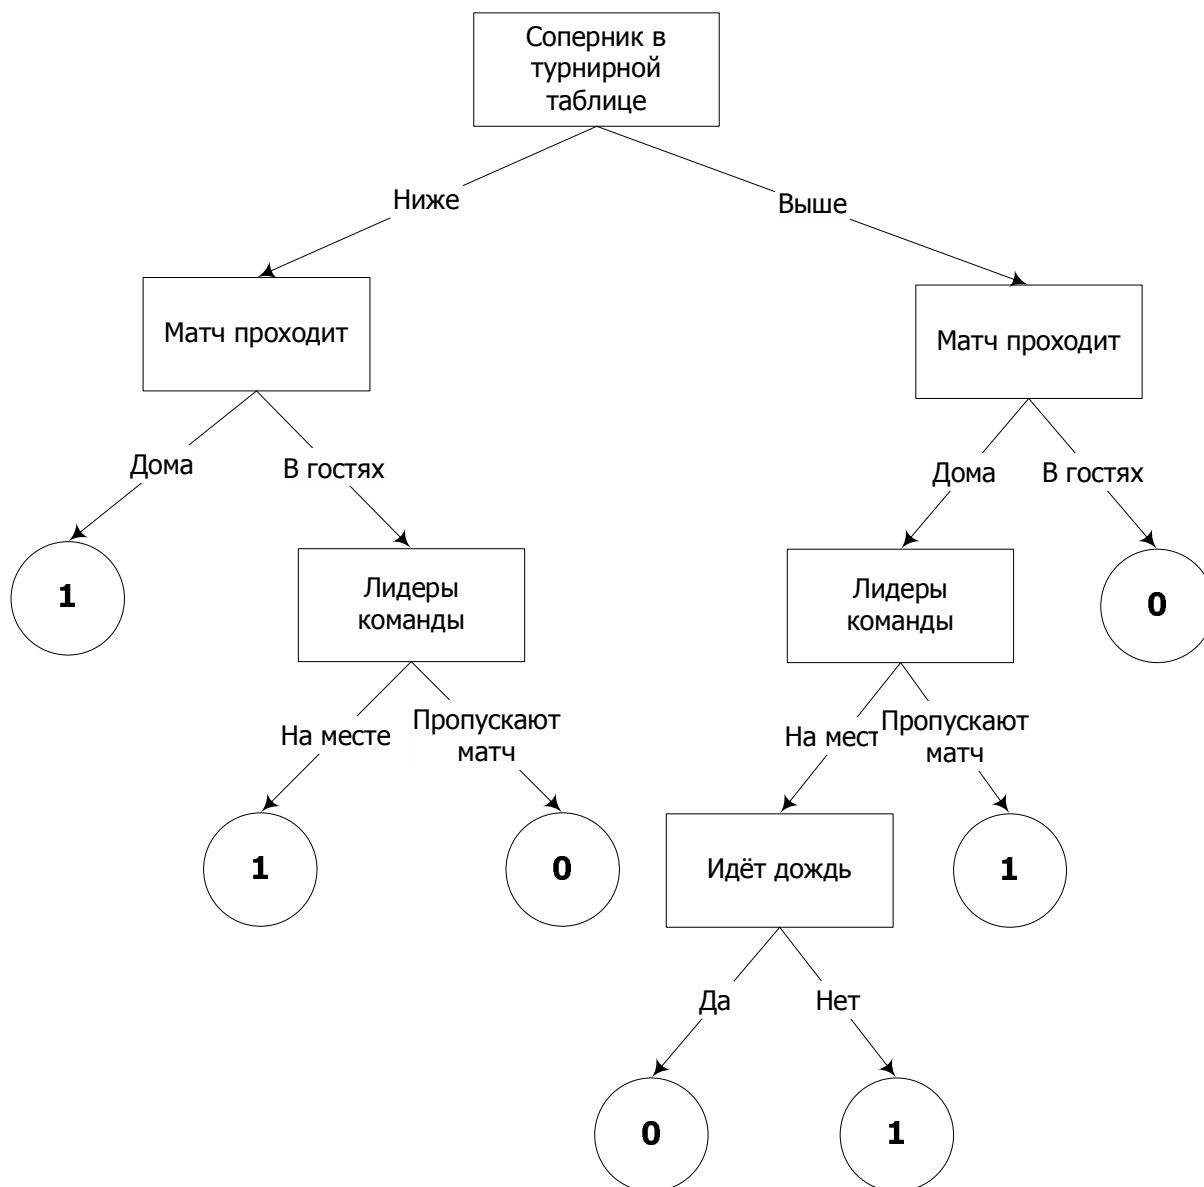 Соперник в
турнирной
таблице
Ниже
Выше
Матч проходит
Матч проходит
Дома
В гостях
Дома
В гостях
1
Лидеры
команды
Лидеры
команды
0
На месте
Пропускают
матч
На мест
Пропускают
матч
1
0
Идёт дождь
1
Да
Нет
0
1